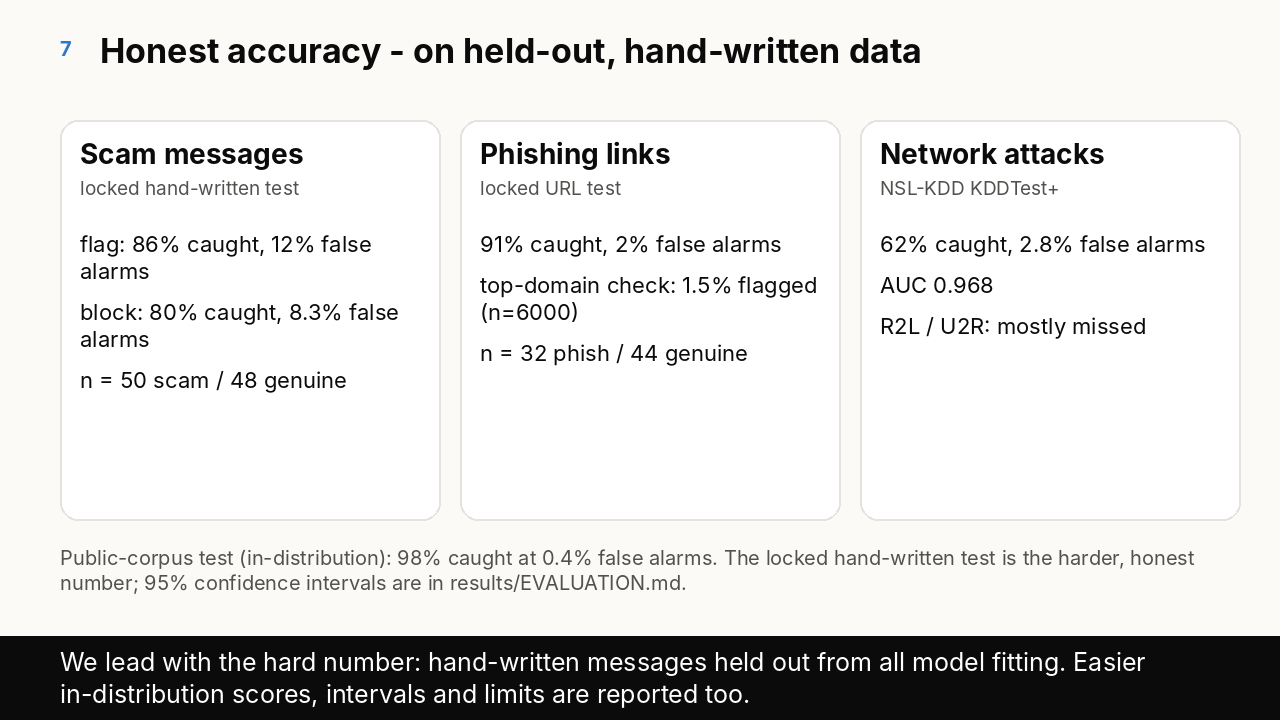 7
Honest accuracy - on held-out, hand-written data
Scam messages
locked hand-written test
flag: 86% caught, 12% false
alarms
block: 80% caught, 8.3% false
alarms
n = 50 scam / 48 genuine
Phishing links
locked URL test
91% caught, 2% false alarms
top-domain check: 1.5% flagged
(n=6000)
n = 32 phish / 44 genuine
Network attacks
NSL-KDD KDDTest+
62% caught, 2.8% false alarms
AUC 0.968
R2L / U2R: mostly missed
Public-corpus test (in-distribution): 98% caught at 0.4% false alarms. The locked hand-written test is the harder, honest
number; 95% confidence intervals are in results/EVALUATION.md.
We lead with the hard number: hand-written messages held out from all model fitting. Easier
in-distribution scores, intervals and limits are reported too.